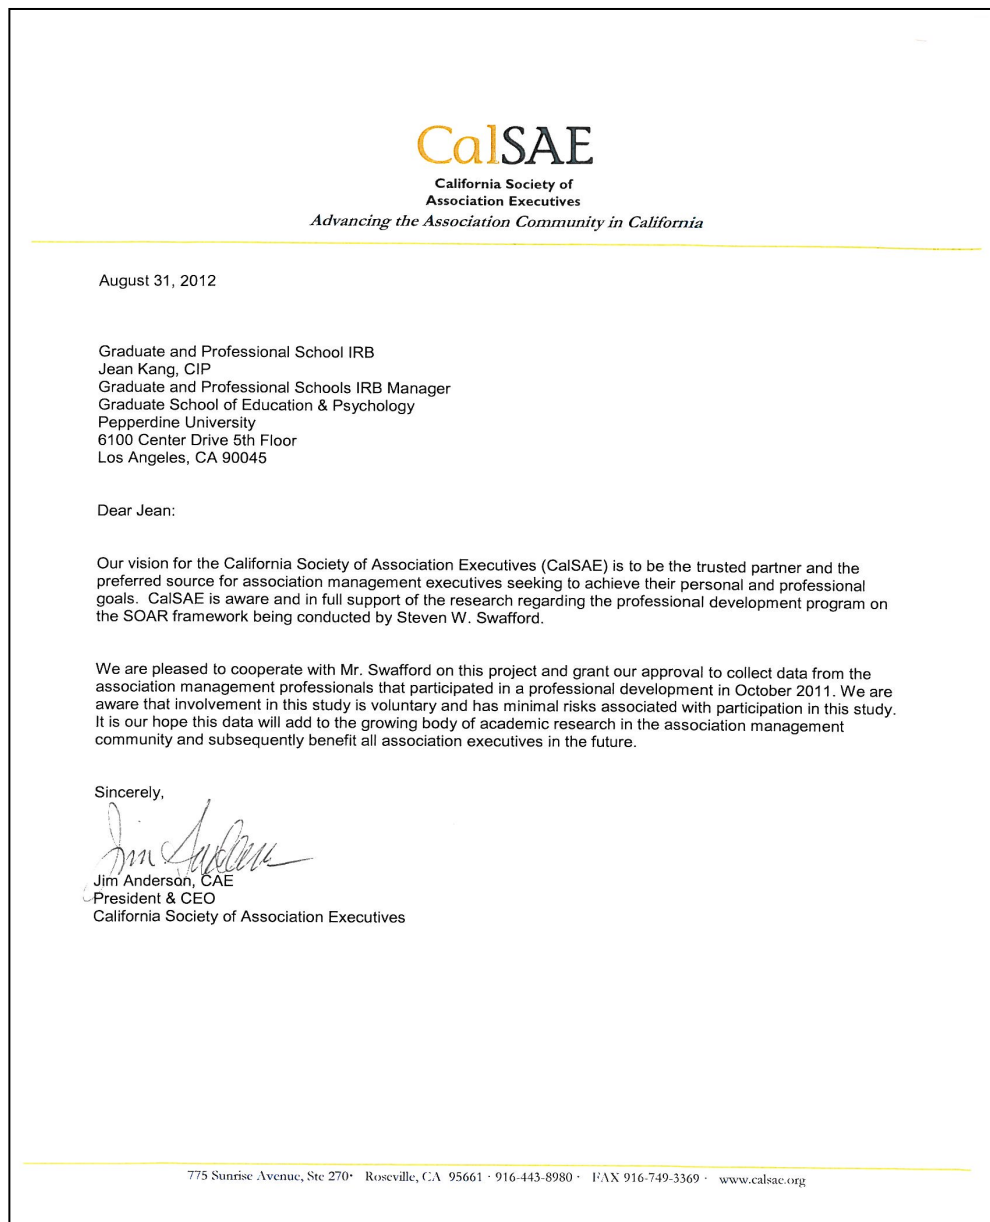 CalSAE
California Society of
Association Executives
Advancing the Association Community in California
August 31, 2012
Graduate and Professional School IRB
Jean Kang, CIP
Graduate and Professional Schools IRB Manager
Graduate School of Education & Psychology
Pepperdine University
6100 Center Drive 5th Floor
Los Angeles, CA 90045
Dear Jean:
Our vision for the California Society of Association Executives (CalSAE) is to be the trusted partner and the
preferred source for association management executives seeking to achieve their personal and professional
goals. CalSAE is aware and in full support of the research regarding the professional development program on
the SOAR framework being conducted by Steven W. Swafford.
We are pleased to cooperate with Mr. Swafford on this project and grant our approval to collect data from the
association management professionals that participated in a professional development in October 2011. We are
aware that involvement in this study is voluntary and has minimal risks associated with participation in this study.
It is our hope this data will add to the growing body of academic research in the association management
community and subsequently benefit all association executives in the future.
Sincerely,
Jim Anderson
Jim Anderson, CAE
President & CEO
California Society of Association Executives
775 Sunrise Avenue, Ste 270· Roseville, CA 95661 · 916-443-8980 · FAX 916-749-3369 · www.calsae.org